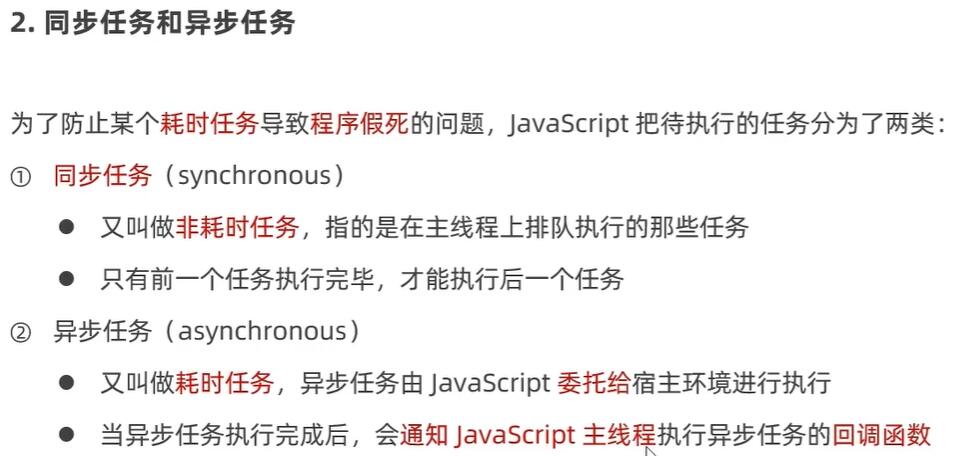 2. 同步任务和异步任务
为了防止某个耗时任务导致程序假死的问题，JavaScript 把待执行的任务分为了两类：
① 同步任务（synchronous）
● 又叫做非耗时任务，指的是在主线程上排队执行的那些任务
● 只有前一个任务执行完毕，才能执行后一个任务
② 异步任务（asynchronous）
● 又叫做耗时任务，异步任务由 JavaScript 委托给宿主环境进行执行
● 当异步任务执行完成后，会通知 JavaScript 主线程执行异步任务的回调函数